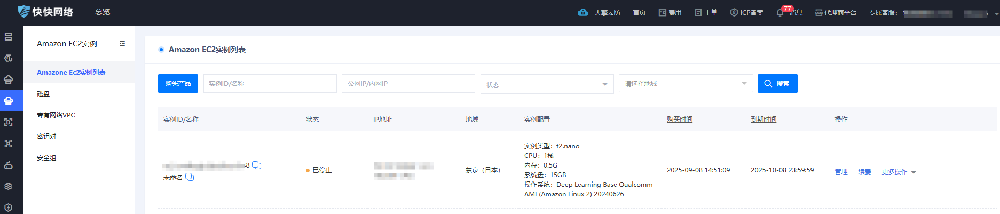 快快网络
总览
天擎云防
首页
费用
工单
ICP备案
77
消息
代理商平台
专属客服：
Amazon EC2实例
Amazone Ec2实例列表
磁盘
专有网络VPC
密钥对
安全组
Amazon EC2实例列表
购买产品
实例ID/名称
公网IP/内网IP
状态
请选择地域
搜索
实例ID/名称
状态
IP地址
地域
实例配置
购买时间
到期时间
操作
48
未命名
已停止
东京（日本）
实例类型：t2.nano
CPU：1核
内存：0.5G
系统盘：15GB
操作系统：Deep Learning Base Qualcomm
AMI (Amazon Linux 2) 20240626
2025-09-08 14:51:09
2025-10-08 23:59:59
管理
续费
更多操作